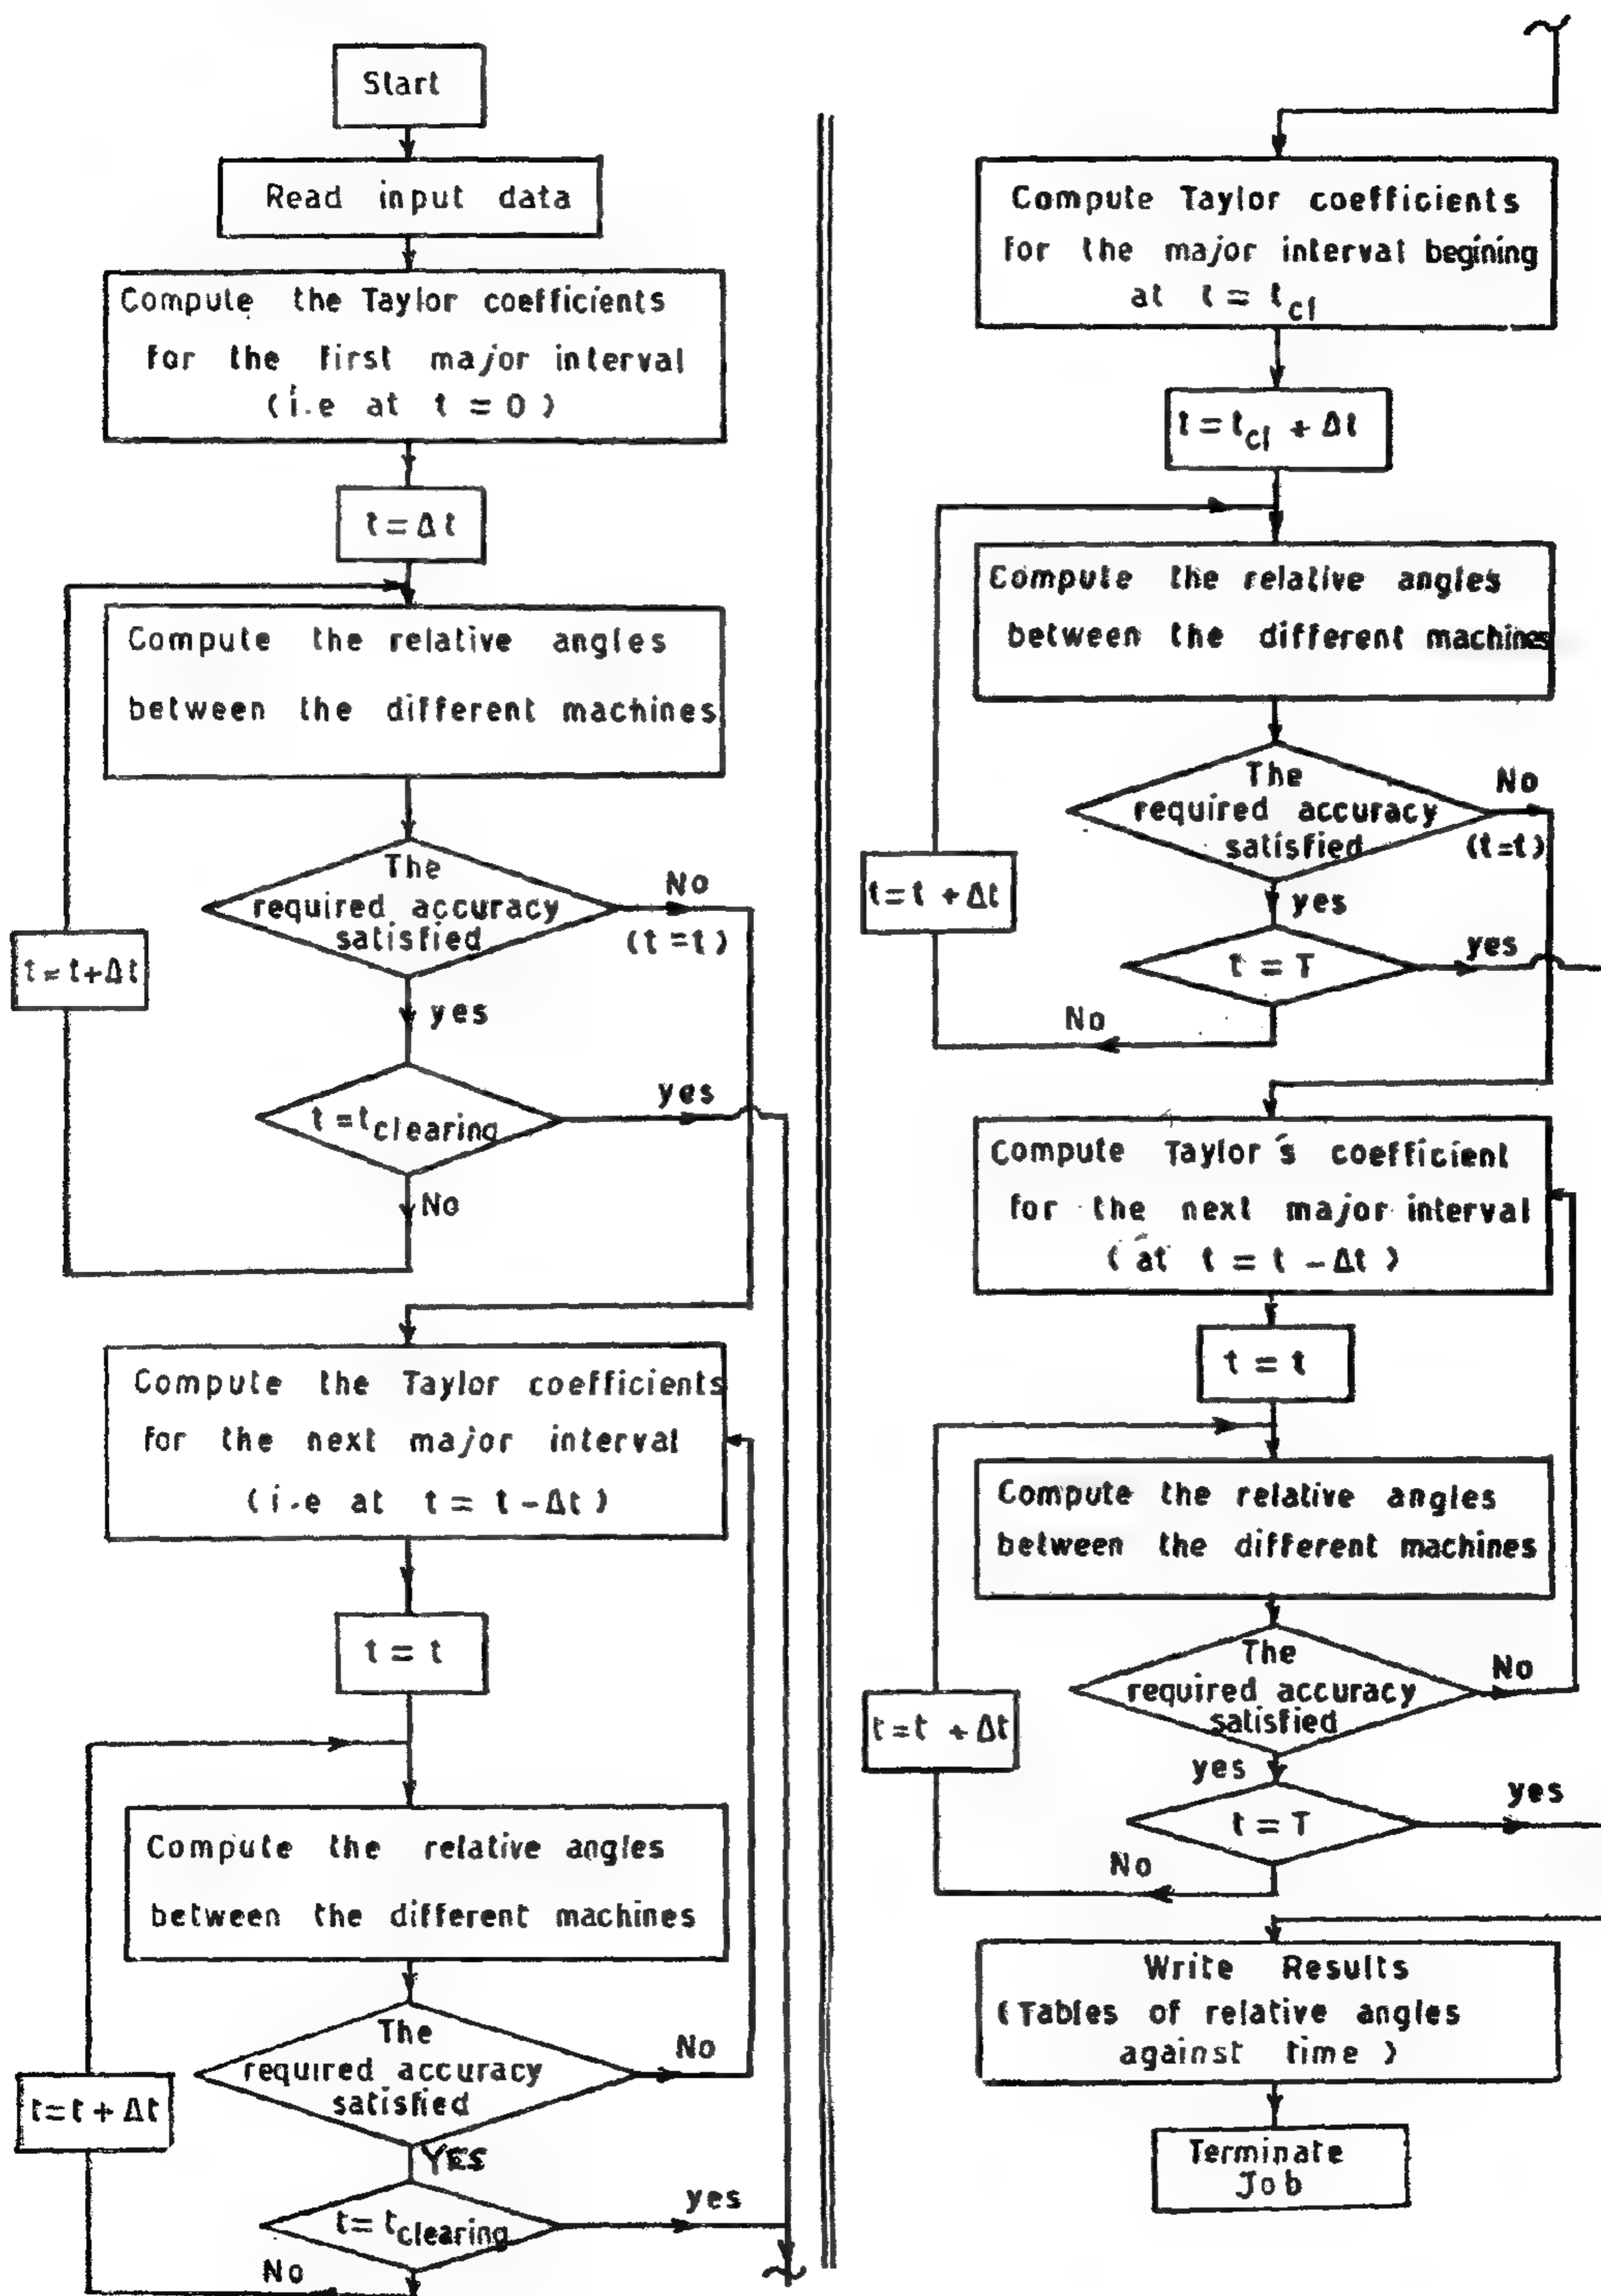 Start
Read input data
Compute the Taylor coefficients
for the first major interval
(i.e at t = 0)
t = Δt
Compute the relative angles
between the different machines
The
required accuracy
satisfied
No
(t = t)
t = t + Δt
yes
t = t clearing
yes
No
Compute the Taylor coefficients
for the next major interval
(i.e at t = t - Δt)
t = t
Compute the relative angles
between the different machines
The
required accuracy
satisfied
No
t = t + Δt
YES
t = t clearing
yes
No
Compute Taylor coefficients
for the major interval begining
at t = tcl
t = tcl + Δt
Compute the relative angles
between the different machines
The
required accuracy
satisfied
No
(t = t)
t = t + Δt
yes
t = T
yes
No
Compute Taylor's coefficient
for the next major interval
(at t = t - Δt)
t = t
Compute the relative angles
between the different machines
The
required accuracy
satisfied
No
t = t + Δt
yes
t = T
yes
No
Write Results
(Tables of relative angles
against time)
Terminate
Job